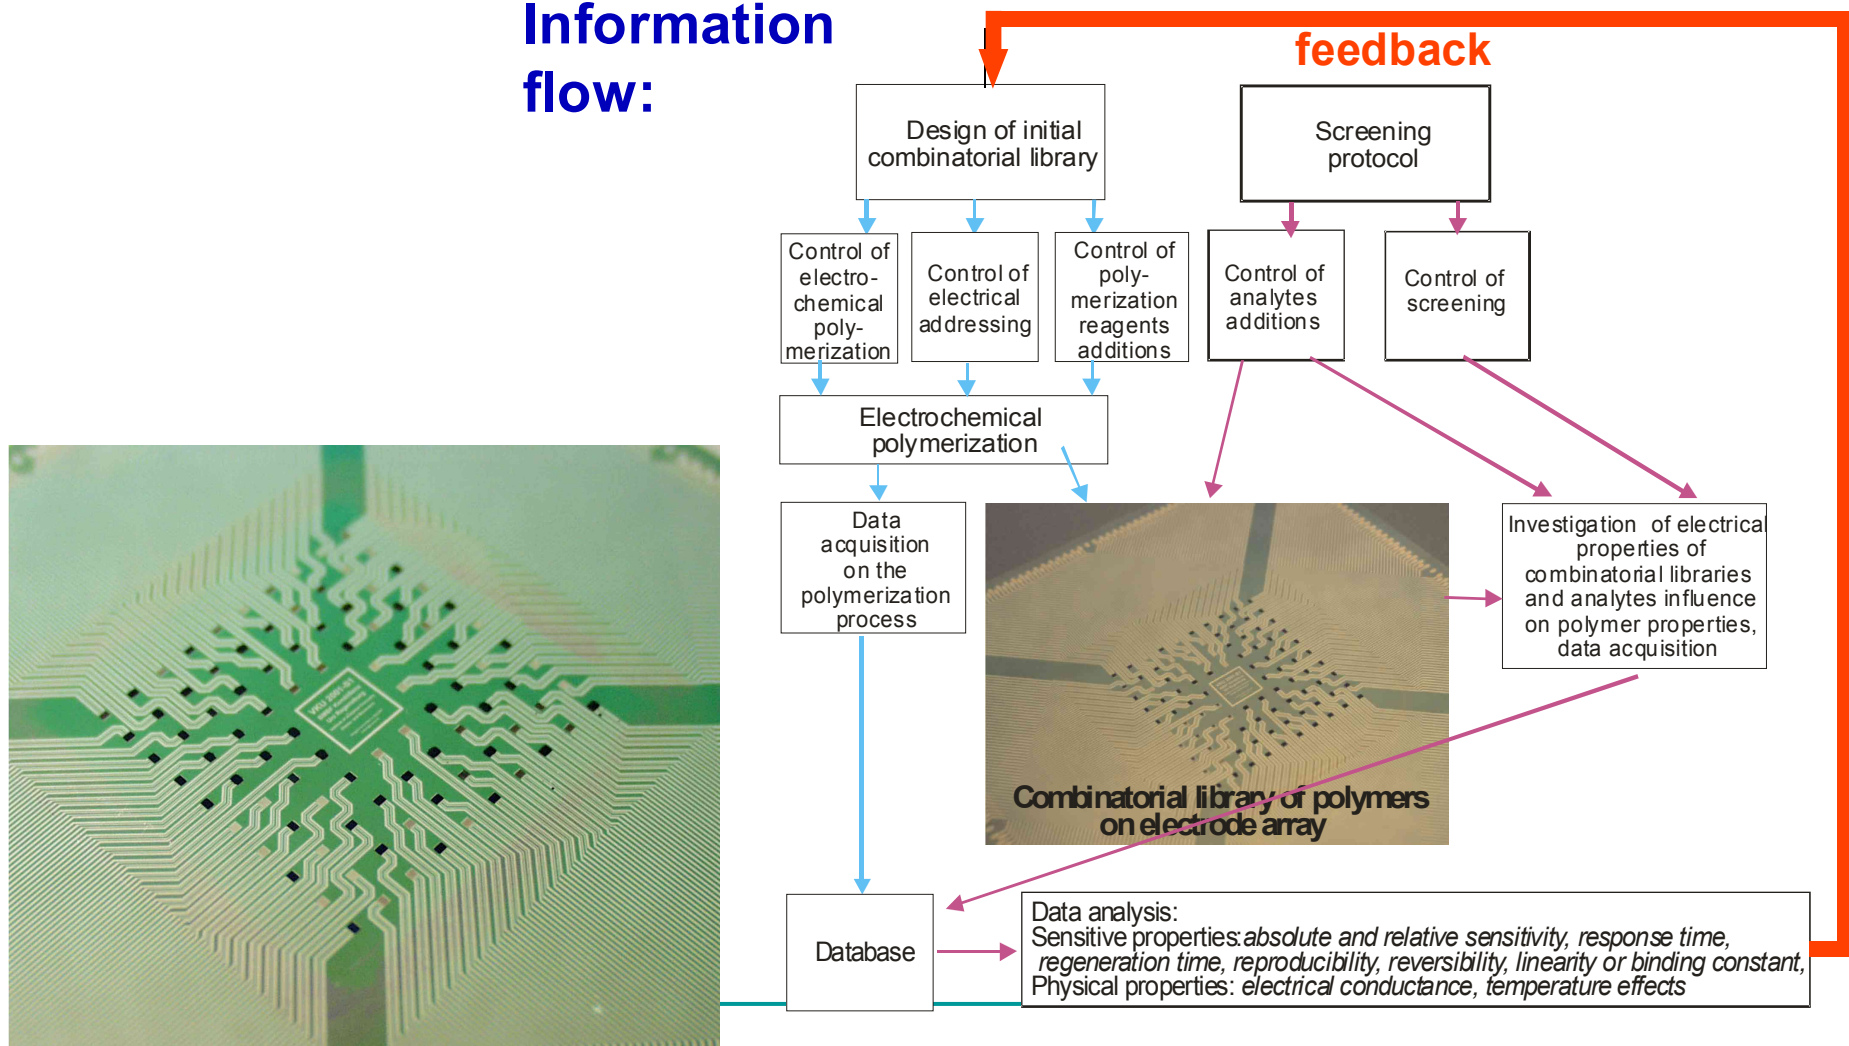 Information
flow:
feedback
Design of initial
combinatorial library
Screening
protocol
Control of
electro-
chemical
poly-
merization
Control of
electrical
addressing
Control of
poly-
merization
reagents
additions
Control of
analytes
additions
Control of
screening
Electrochemical
polymerization
Data
acquisition
on the
polymerization
process
Investigation of electrical
properties of
combinatorial libraries
and analytes influence
on polymer properties,
data acquisition
Combinatorial library of polymers
on electrode array
Database
Data analysis:
Sensitive properties:absolute and relative sensitivity, response time,
regeneration time, reproducibility, reversibility, linearity or binding constant,
Physical properties: electrical conductance, temperature effects